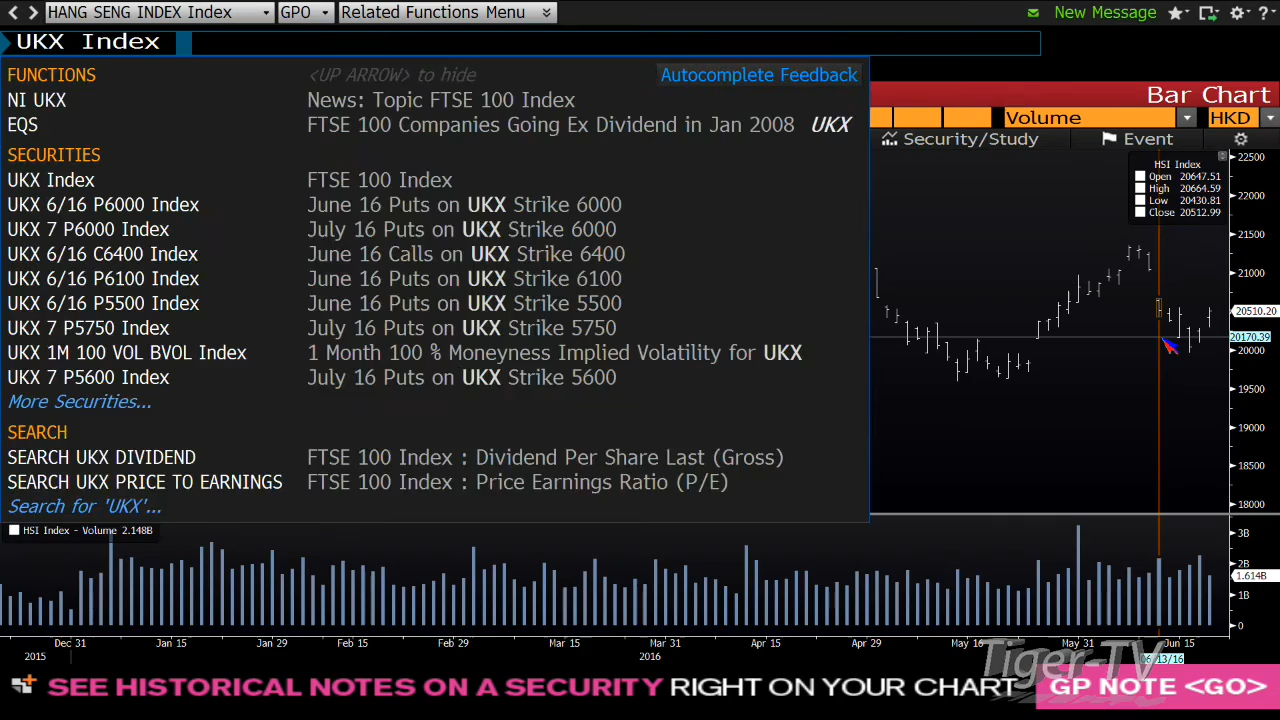 HANG SENG INDEX Index GPO Related Functions Menu New Message
UKX Index
FUNCTIONS <UP ARROW> to hide Autocomplete Feedback
NI UKX News: Topic FTSE 100 Index
EQS FTSE 100 Companies Going Ex Dividend in Jan 2008 UKX
SECURITIES
UKX Index FTSE 100 Index
UKX 6/16 P6000 Index June 16 Puts on UKX Strike 6000
UKX 7 P6000 Index July 16 Puts on UKX Strike 6000
UKX 6/16 C6400 Index June 16 Calls on UKX Strike 6400
UKX 6/16 P6100 Index June 16 Puts on UKX Strike 6100
UKX 6/16 P5500 Index June 16 Puts on UKX Strike 5500
UKX 7 P5750 Index July 16 Puts on UKX Strike 5750
UKX 1M 100 VOL BVOL Index 1 Month 100 % Moneyness Implied Volatility for UKX
UKX 7 P5600 Index July 16 Puts on UKX Strike 5600
More Securities...
SEARCH
SEARCH UKX DIVIDEND FTSE 100 Index : Dividend Per Share Last (Gross)
SEARCH UKX PRICE TO EARNINGS FTSE 100 Index : Price Earnings Ratio (P/E)
Search for 'UKX'...
Bar Chart
Volume HKD
Security/Study Event
HSI Index
Open 20647.51
High 20664.59
Low 20430.81
Close 20512.99
22500
22000
21500
21000
20510.20
20170.39
20000
19500
19000
18500
18000
HSI Index - Volume 2.148B
3B
2B
1.614B
1B
0
Dec 31 Jan 15 Jan 29 Feb 15 Feb 29 Mar 15 Mar 31 Apr 15 Apr 29 May 16 May 31 Jun 15
2015 2016 06/13/16
Tiger-TV
SEE HISTORICAL NOTES ON A SECURITY RIGHT ON YOUR CHART GP NOTE <GO>